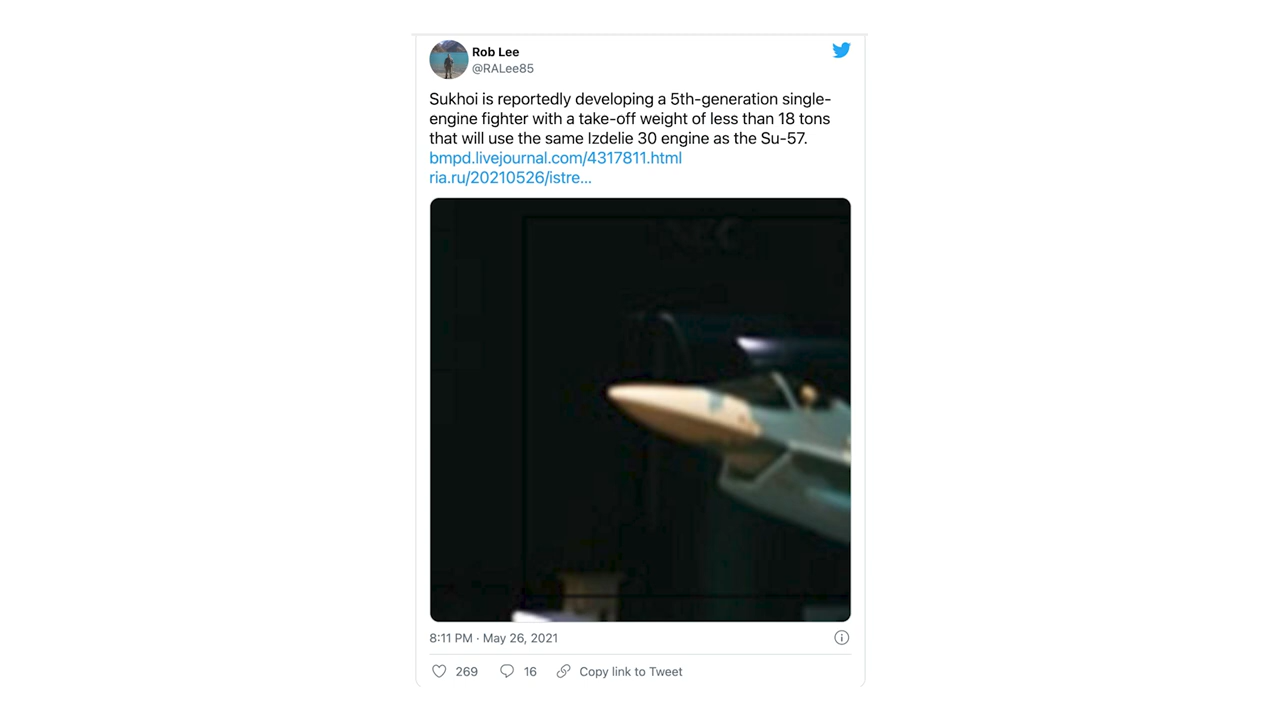 Rob Lee
@RALee85
Sukhoi is reportedly developing a 5th-generation single-
engine fighter with a take-off weight of less than 18 tons
that will use the same Izdelie 30 engine as the Su-57.
bmpd.livejournal.com/4317811.html
ria.ru/20210526/istre...
8:11 PM · May 26, 2021
269 16 Copy link to Tweet